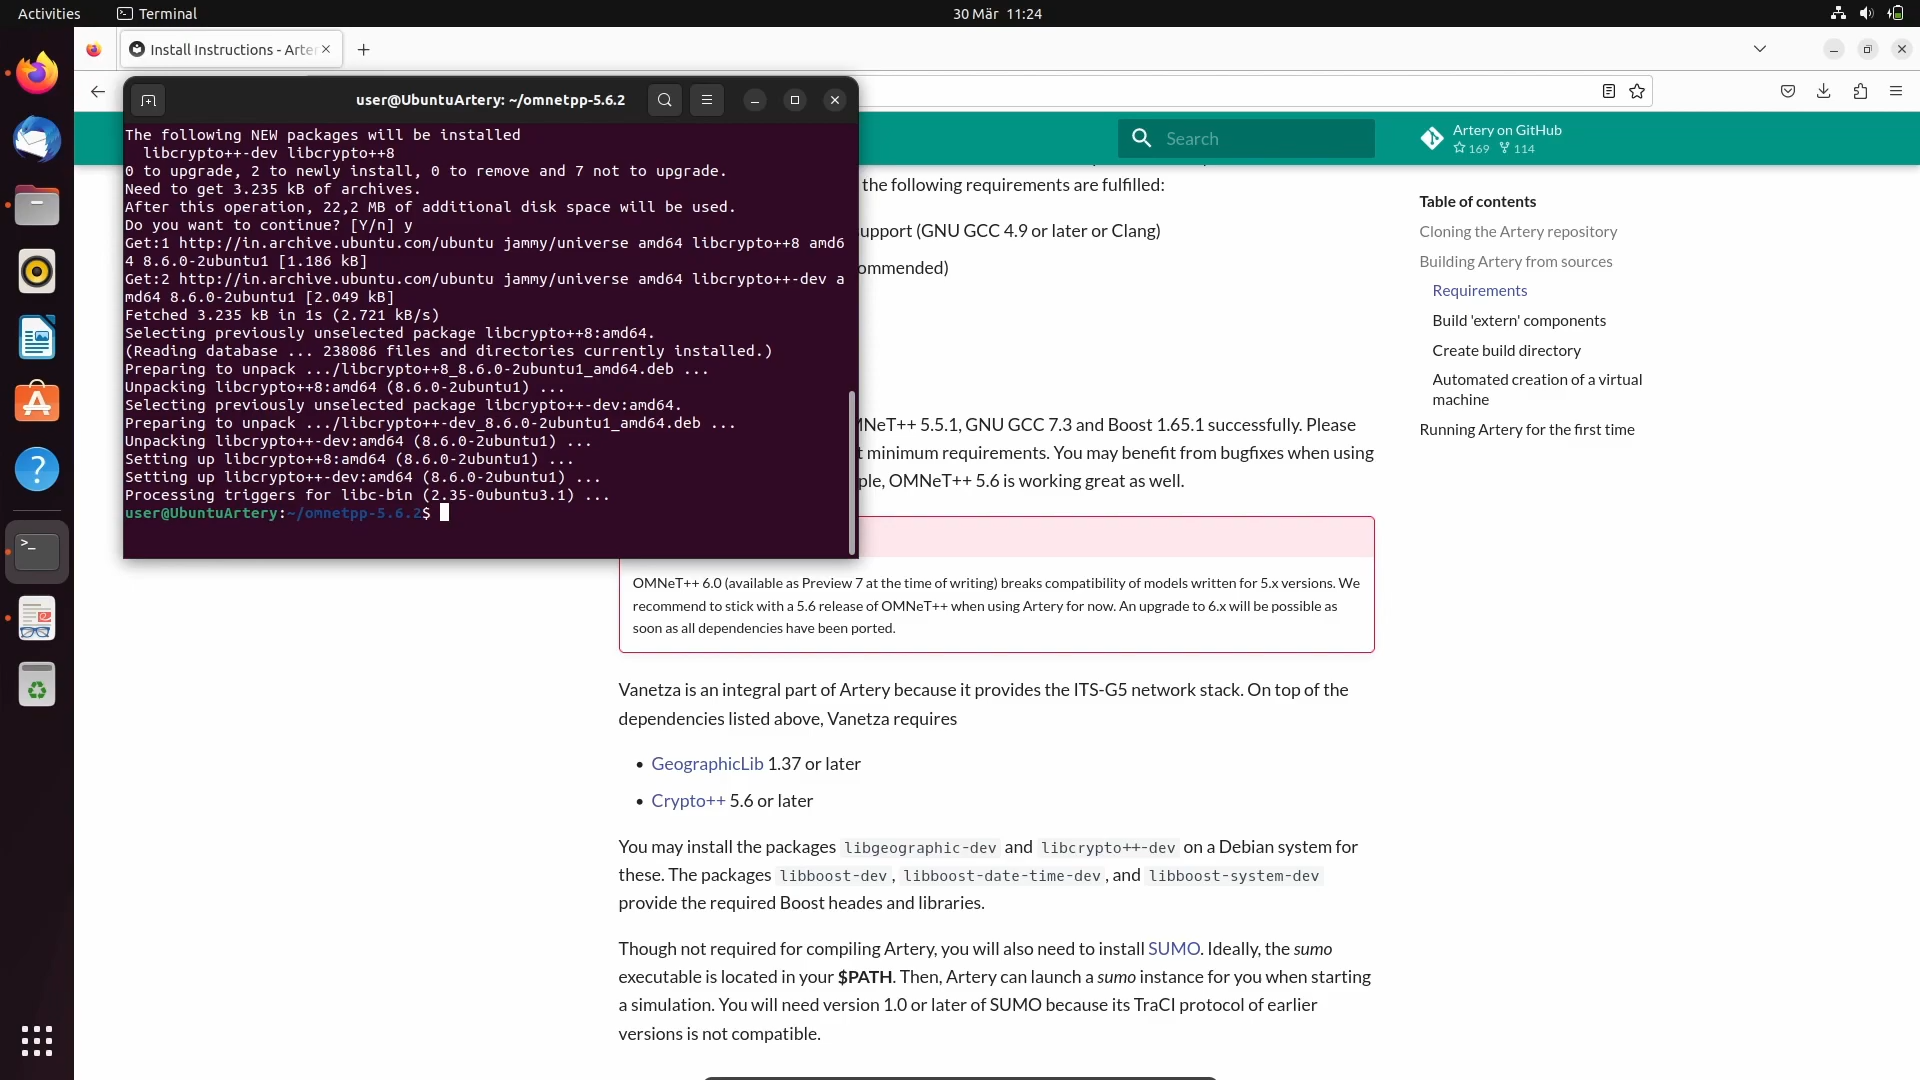 Activities
Terminal
30 Mär 11:24
Install Instructions - Arter
user@UbuntuArtery: ~/omnetpp-5.6.2
The following NEW packages will be installed
libcrypto++-dev libcrypto++8
0 to upgrade, 2 to newly install, 0 to remove and 7 not to upgrade.
Need to get 3.235 kB of archives.
After this operation, 22,2 MB of additional disk space will be used.
Do you want to continue? [Y/n] y
Get:1 http://in.archive.ubuntu.com/ubuntu jammy/universe amd64 libcrypto++8 amd6
4 8.6.0-2ubuntu1 [1.186 kB]
Get:2 http://in.archive.ubuntu.com/ubuntu jammy/universe amd64 libcrypto++-dev a
md64 8.6.0-2ubuntu1 [2.049 kB]
Fetched 3.235 kB in 1s (2.721 kB/s)
Selecting previously unselected package libcrypto++8:amd64.
(Reading database ... 238086 files and directories currently installed.)
Preparing to unpack .../libcrypto++8_8.6.0-2ubuntu1_amd64.deb ...
Unpacking libcrypto++8:amd64 (8.6.0-2ubuntu1) ...
Selecting previously unselected package libcrypto++-dev:amd64.
Preparing to unpack .../libcrypto++-dev_8.6.0-2ubuntu1_amd64.deb ...
Unpacking libcrypto++-dev:amd64 (8.6.0-2ubuntu1) ...
Setting up libcrypto++8:amd64 (8.6.0-2ubuntu1) ...
Setting up libcrypto++-dev:amd64 (8.6.0-2ubuntu1) ...
Processing triggers for libc-bin (2.35-0ubuntu3.1) ...
user@UbuntuArtery:~/omnetpp-5.6.2$
Search
Artery on GitHub
169 114
the following requirements are fulfilled:
upport (GNU GCC 4.9 or later or Clang)
ommended)
MNeT++ 5.5.1, GNU GCC 7.3 and Boost 1.65.1 successfully. Please
t minimum requirements. You may benefit from bugfixes when using
ple, OMNeT++ 5.6 is working great as well.
OMNeT++ 6.0 (available as Preview 7 at the time of writing) breaks compatibility of models written for 5.x versions. We
recommend to stick with a 5.6 release of OMNeT++ when using Artery for now. An upgrade to 6.x will be possible as
soon as all dependencies have been ported.
Vanetza is an integral part of Artery because it provides the ITS-G5 network stack. On top of the
dependencies listed above, Vanetza requires
• GeographicLib 1.37 or later
• Crypto++ 5.6 or later
You may install the packages libgeographic-dev and libcrypto++-dev on a Debian system for
these. The packages libboost-dev, libboost-date-time-dev, and libboost-system-dev
provide the required Boost heades and libraries.
Though not required for compiling Artery, you will also need to install SUMO. Ideally, the sumo
executable is located in your $PATH. Then, Artery can launch a sumo instance for you when starting
a simulation. You will need version 1.0 or later of SUMO because its TraCI protocol of earlier
versions is not compatible.
Table of contents
Cloning the Artery repository
Building Artery from sources
Requirements
Build 'extern' components
Create build directory
Automated creation of a virtual
machine
Running Artery for the first time